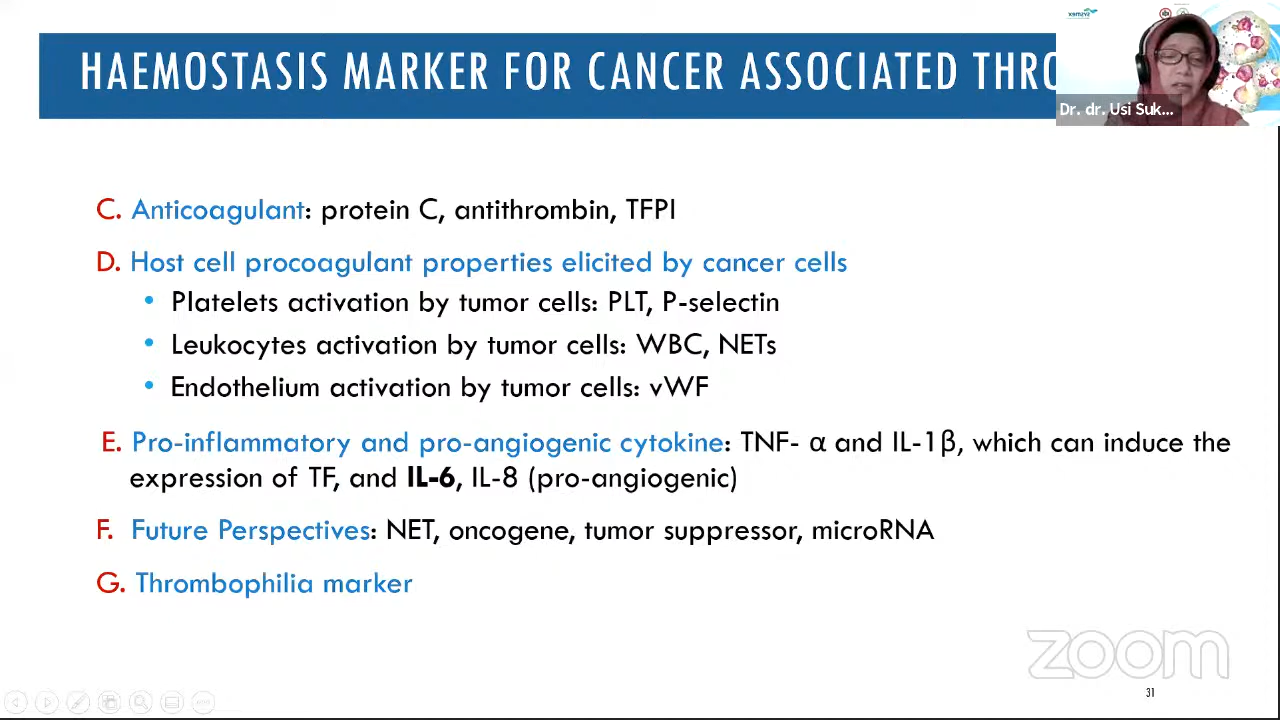 HAEMOSTASIS MARKER FOR CANCER ASSOCIATED THRO
Dr. dr. Usi Suk...
C. Anticoagulant: protein C, antithrombin, TFPI
D. Host cell procoagulant properties elicited by cancer cells
• Platelets activation by tumor cells: PLT, P-selectin
• Leukocytes activation by tumor cells: WBC, NETs
• Endothelium activation by tumor cells: vWF
E. Pro-inflammatory and pro-angiogenic cytokine: TNF- α and IL-1β, which can induce the
expression of TF, and IL-6, IL-8 (pro-angiogenic)
F. Future Perspectives: NET, oncogene, tumor suppressor, microRNA
G. Thrombophilia marker
zoom
31